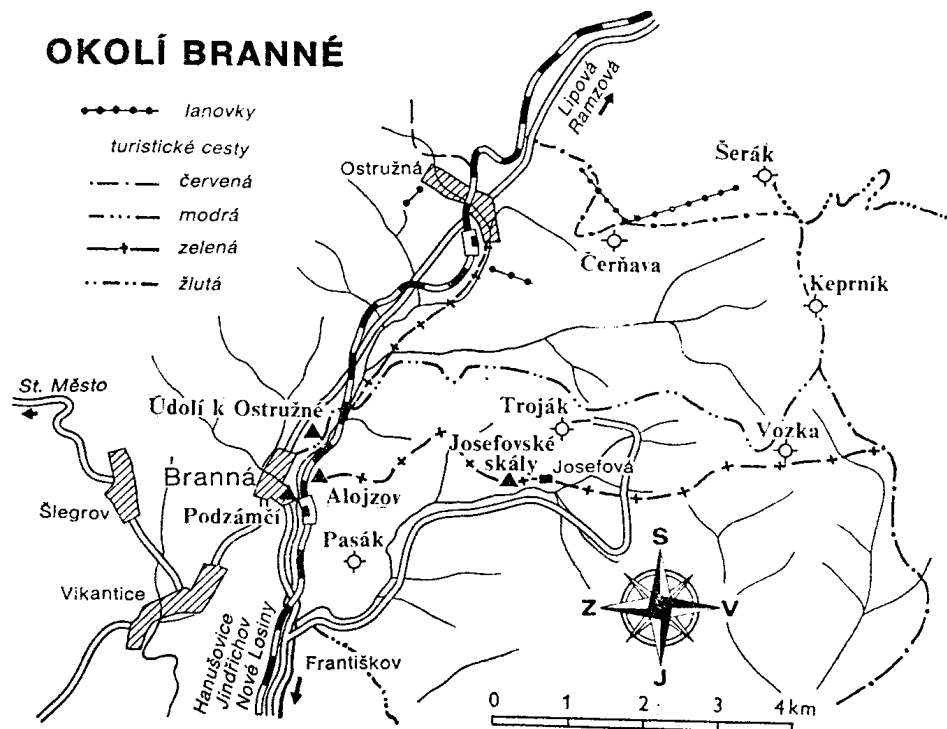 OKOLÍ BRANNÉ
lanovky
turistické cesty
červená
modrá
zelená
žlutá
Lipová
Ramzová
Ostružná
Šerák
Čerňava
Keprník
St. Město
Údolí k Ostružné
Troják
Vozka
Josefovské
skály
Josefová
Branná
Alojzov
Podzámčí
Šlegrov
Pasák
Vikantice
S
Z
V
J
Hanušovice
Jindřichov
Nové Losiny
Františkov
0 1 2 3 4 km